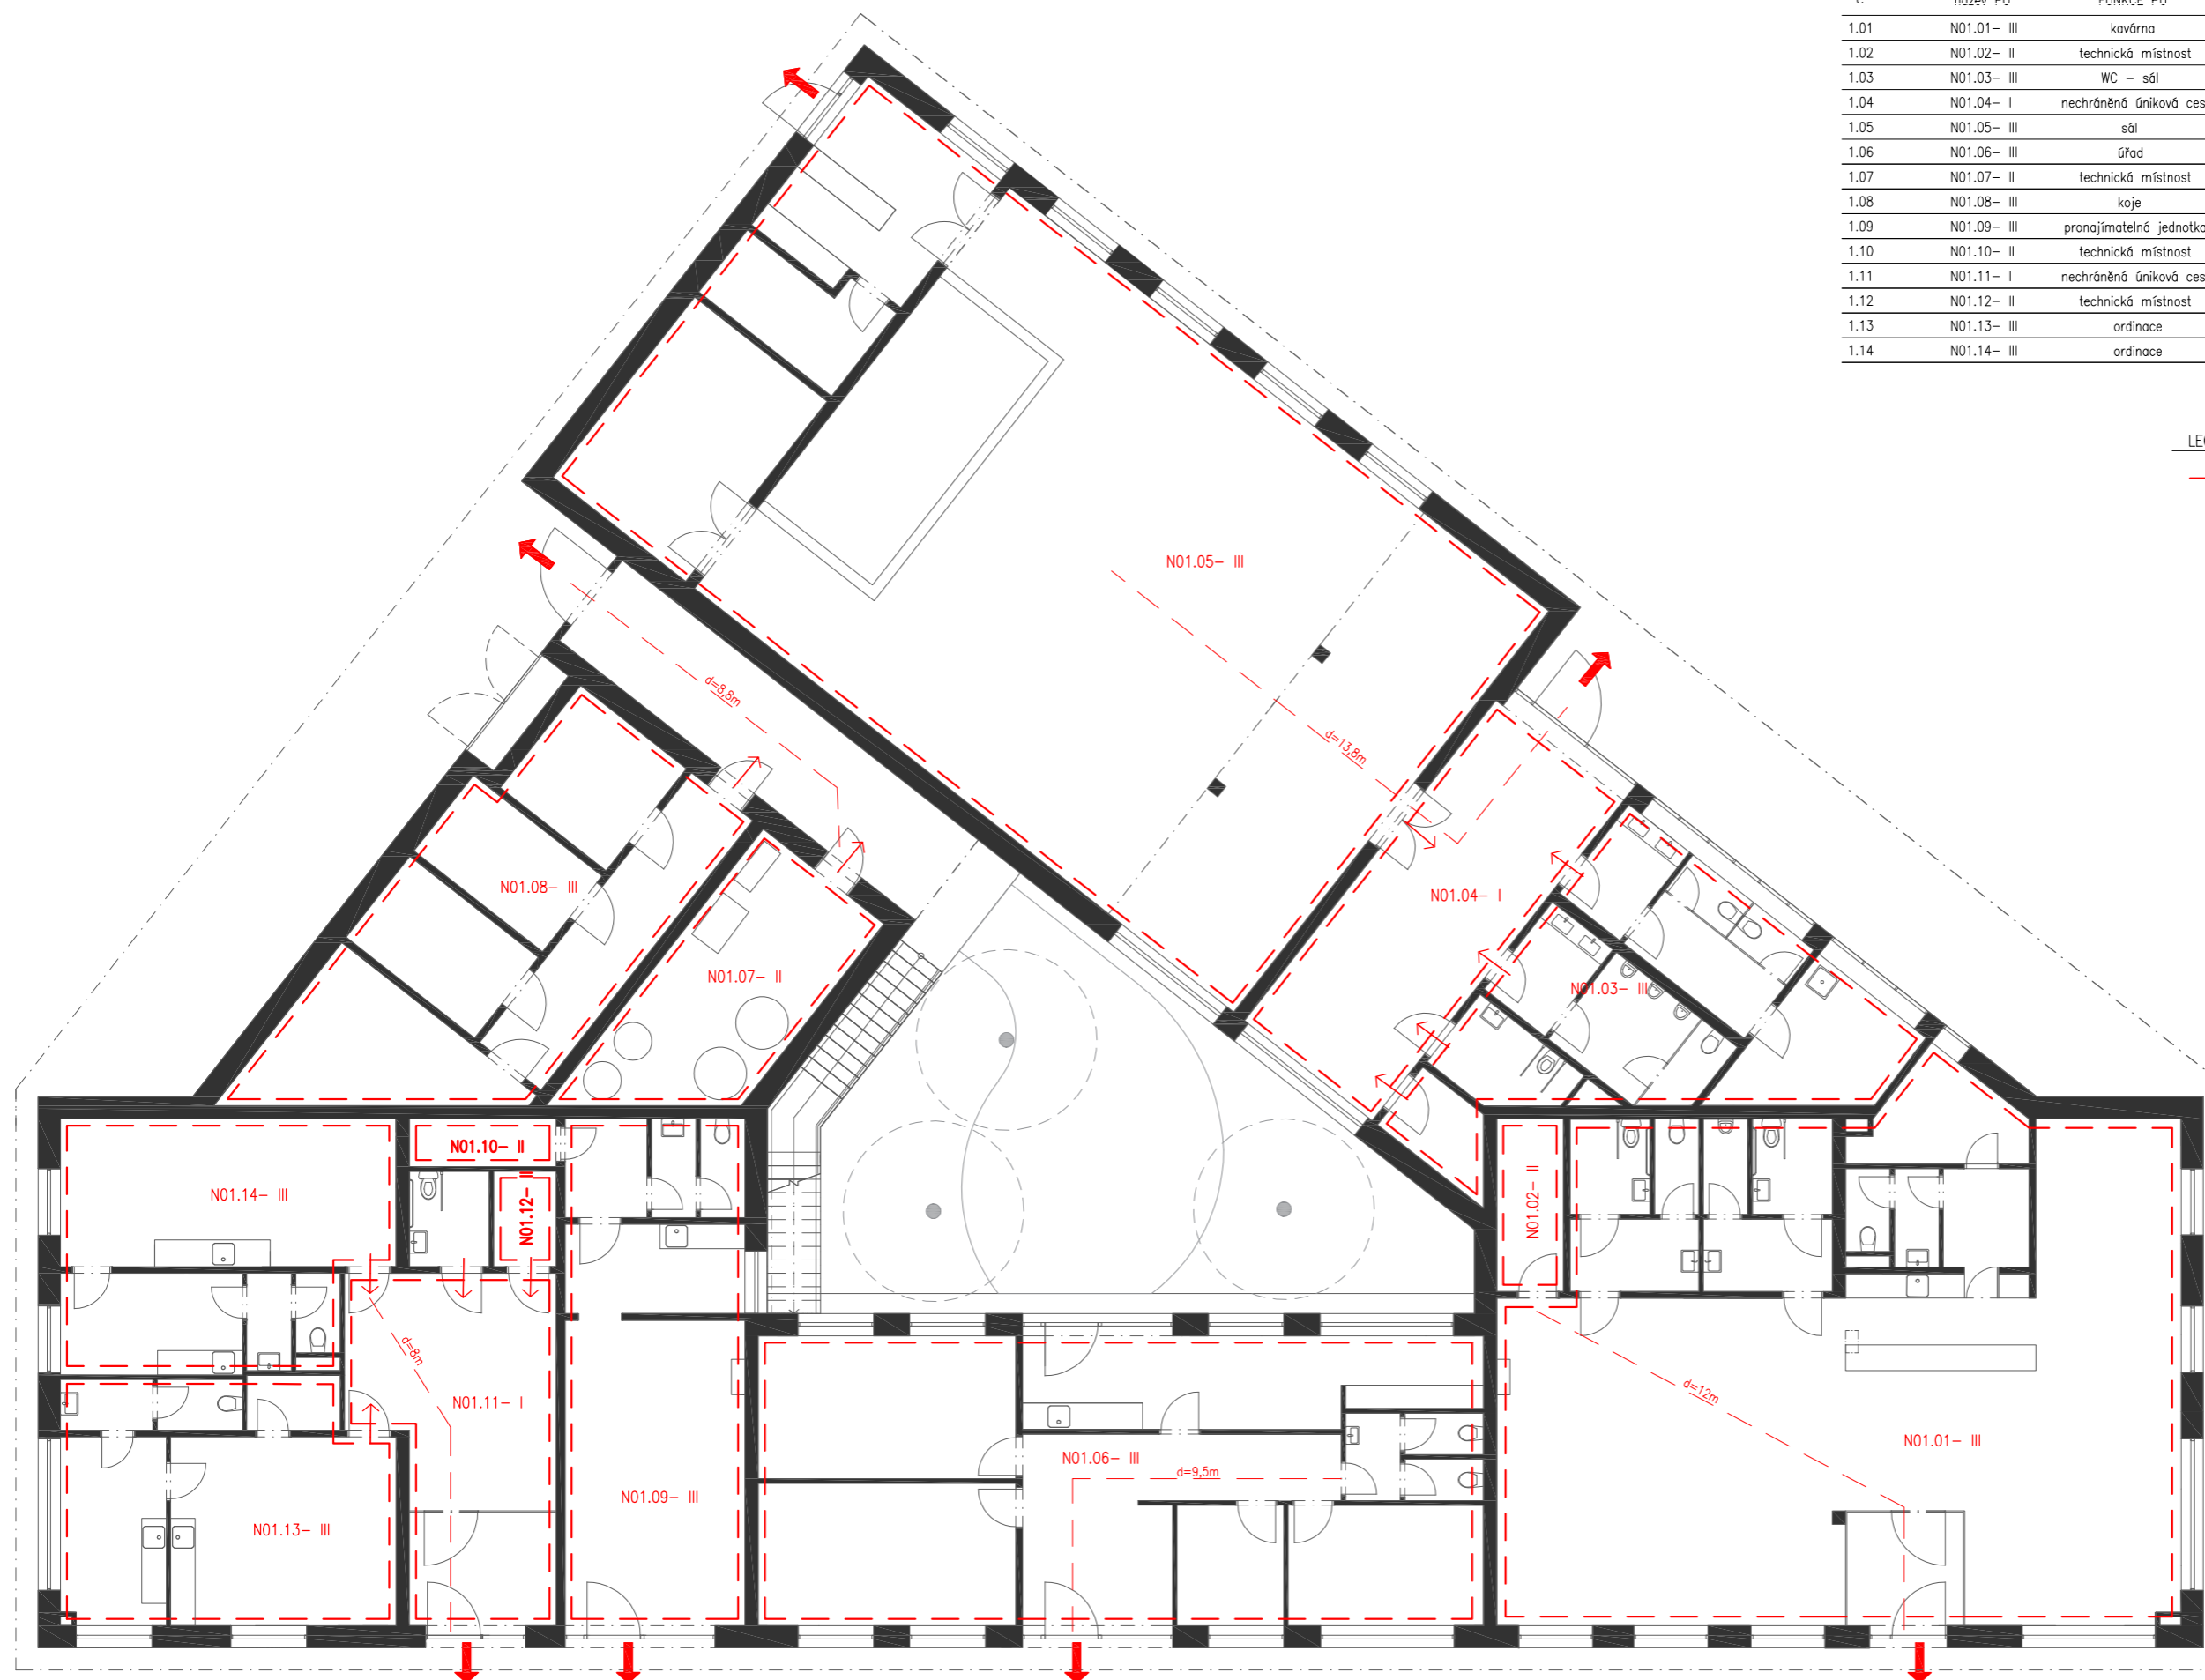 název PÚ FUNKCE PÚ
1.01 N01.01– III kavárna
1.02 N01.02– II technická místnost
1.03 N01.03– III WC – sál
1.04 N01.04– I nechráněná úniková ces
1.05 N01.05– III sál
1.06 N01.06– III úřad
1.07 N01.07– II technická místnost
1.08 N01.08– III koje
1.09 N01.09– III pronajímatelná jednotka
1.10 N01.10– II technická místnost
1.11 N01.11– I nechráněná úniková ces
1.12 N01.12– II technická místnost
1.13 N01.13– III ordinace
1.14 N01.14– III ordinace
LE
N01.05– III
d=8,8m
d=13,8m
N01.08– III
N01.04– I
N01.07– II
N01.03– III
N01.10– II
N01.14– III
N01.12– II
N01.02– II
d=8m
d=12m
N01.11– I
N01.01– III
N01.06– III
d=9,5m
N01.09– III
N01.13– III